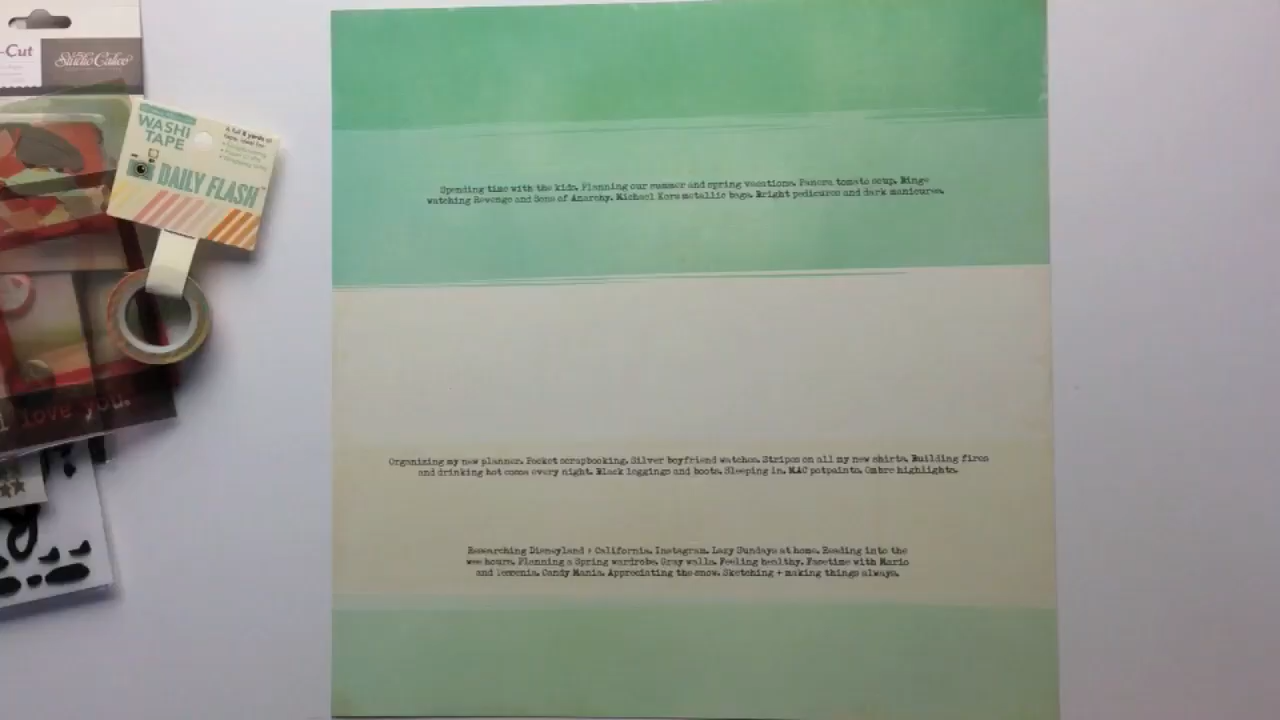 -Cut
Studio Calico
WASHI
TAPE
DAILY FLASH
love you.
Spending time with the kids. Planning our summer and spring vacations. Panera tomato soup. Binge
watching Revenge and Sons of Anarchy. Michael Kors metallic bags. Bright pedicures and dark manicures.
Organizing my new planner. Pocket scrapbooking. Silver boyfriend watches. Stripes on all my new shirts. Building fires
and drinking hot cocoa every night. Black leggings and boots. Sleeping in. MAC potpaints. Ombre highlights.
Researching Disneyland + California. Instagram. Lazy Sundays at home. Reading into the
wee hours. Planning a Spring wardrobe. Gray walls. Feeling healthy. Facetime with Mario
and Candy Mania. Appreciating the snow. Sketching + making things always.